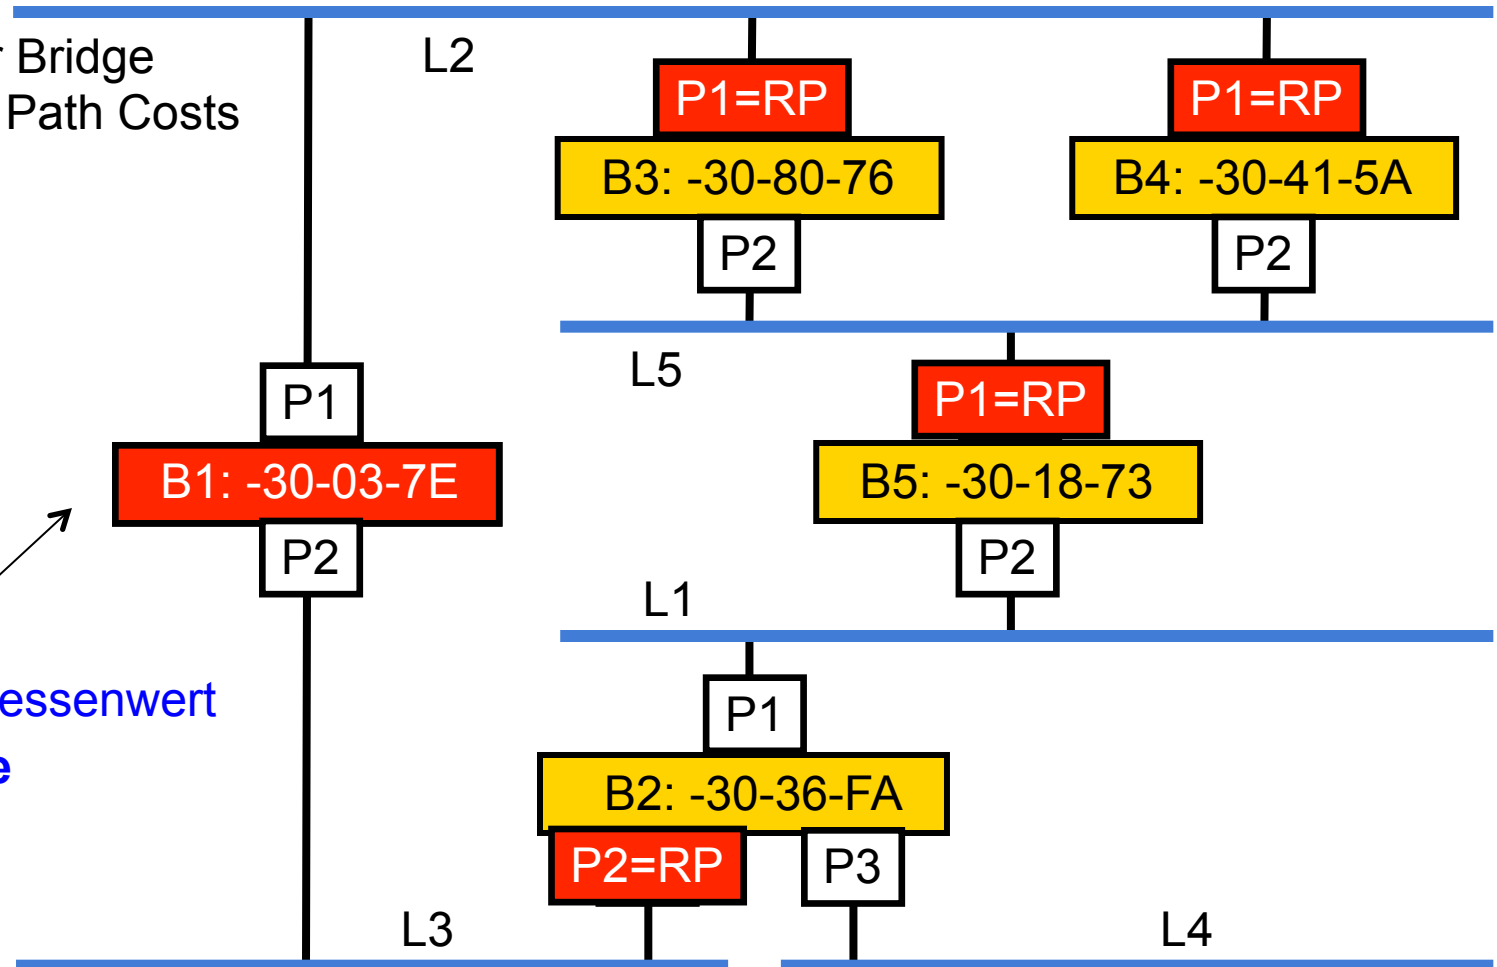 r Bridge
Path Costs
L2
P1=RP
P1=RP
B3: -30-80-76
B4: -30-41-5A
P2
P2
L5
P1
P1=RP
B1: -30-03-7E
B5: -30-18-73
P2
P2
L1
essenwert
e
P1
B2: -30-36-FA
P2=RP
P3
L3
L4